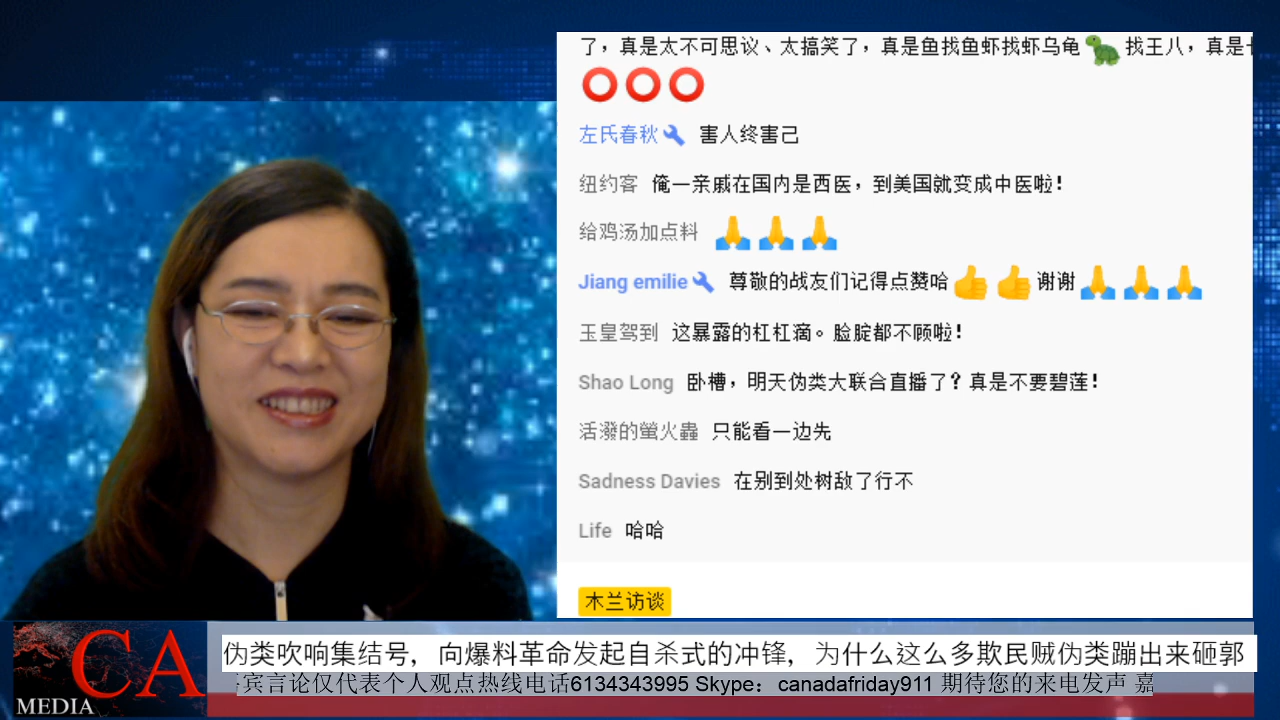 了，真是太不可思议、太搞笑了，真是鱼找鱼虾找虾乌龟🐢找王八，真是
⭕⭕⭕
左氏春秋 害人终害己
纽约客 俺一亲戚在国内是西医，到美国就变成中医啦！
给鸡汤加点料 🙏🙏🙏
Jiang emilie 尊敬的战友们记得点赞哈👍👍谢谢🙏🙏🙏
玉皇驾到 这暴露的杠杠滴。脸腚都不顾啦！
Shao Long 卧槽，明天伪类大联合直播了？真是不要碧莲！
活潑的螢火蟲 只能看一边先
Sadness Davies 在别到处树敌了行不
Life 哈哈
木兰访谈
CA
MEDIA
伪类吹响集结号，向爆料革命发起自杀式的冲锋，为什么这么多欺民贼伪类蹦出来砸郭
宾言论仅代表个人观点热线电话6134343995 Skype：canadafriday911 期待您的来电发声 嘉